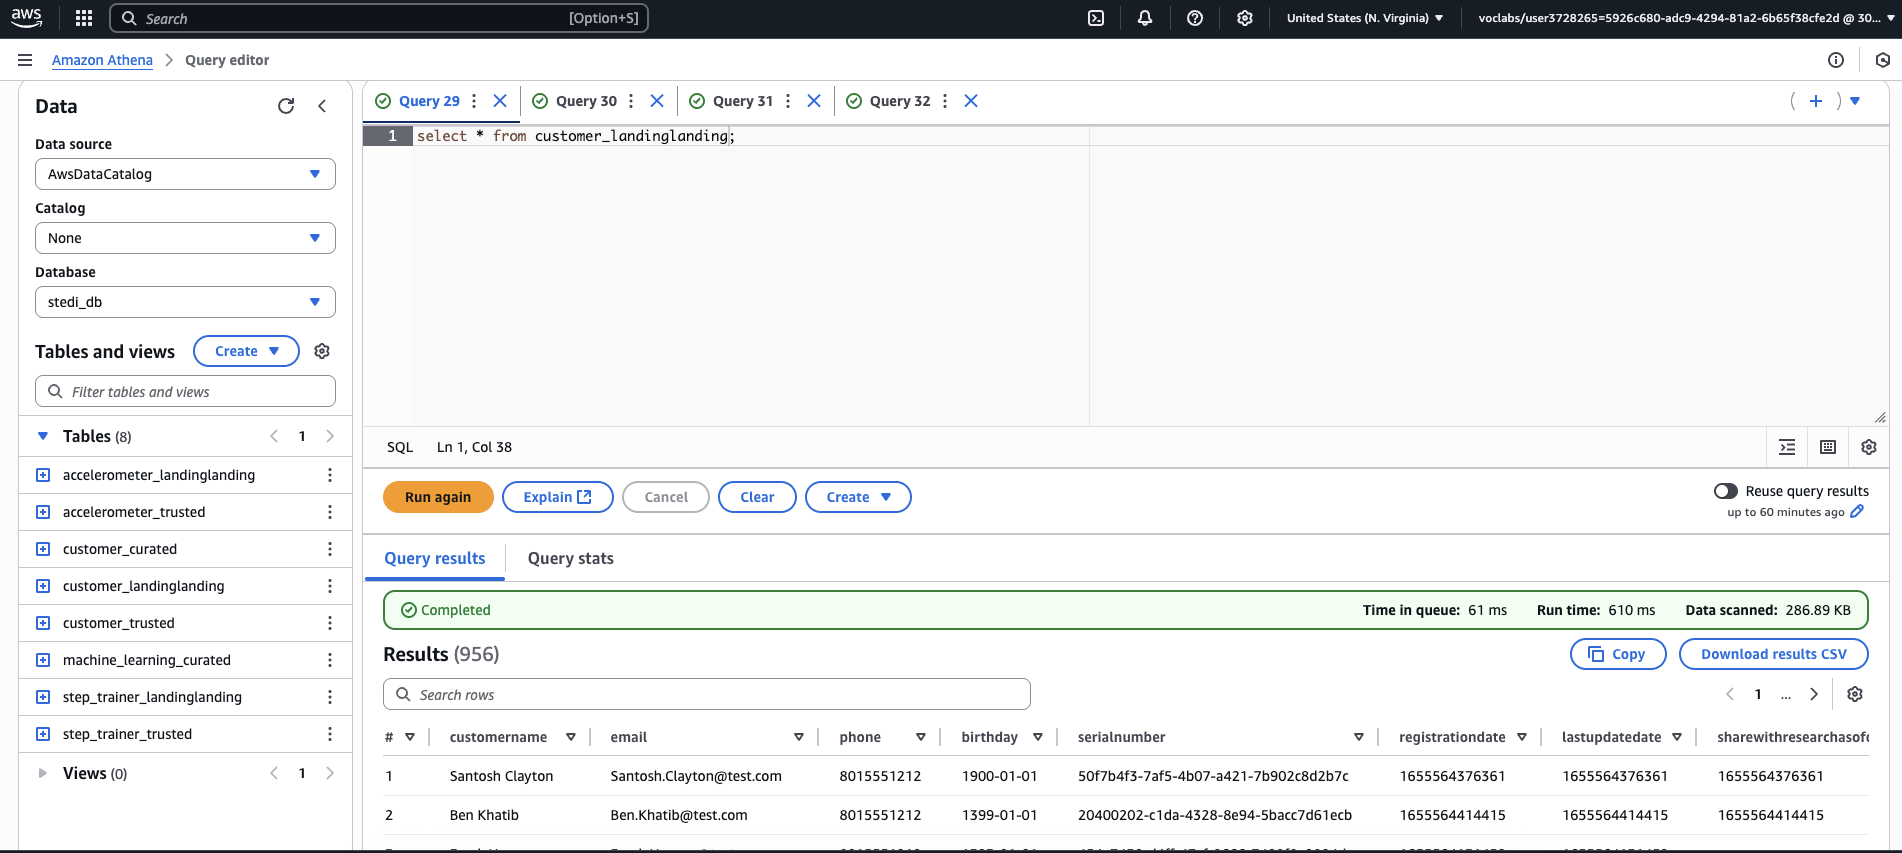 aws
Search
[Option+S]
United States (N. Virginia)
voclabs/user3728265=5926c680-adc9-4294-81a2-6b65f38cfe2d @ 30...
Amazon Athena
Query editor
Data
Data source
AwsDataCatalog
Catalog
None
Database
stedi_db
Tables and views
Create
Filter tables and views
Tables (8)
1
accelerometer_landinglanding
accelerometer_trusted
customer_curated
customer_landinglanding
customer_trusted
machine_learning_curated
step_trainer_landinglanding
step_trainer_trusted
Views (0)
1
Query 29
Query 30
Query 31
Query 32
1 select * from customer_landinglanding;
SQL Ln 1, Col 38
Run again
Explain
Cancel
Clear
Create
Reuse query results
up to 60 minutes ago
Query results
Query stats
Completed
Time in queue: 61 ms Run time: 610 ms Data scanned: 286.89 KB
Results (956)
Copy
Download results CSV
Search rows
1 ...
# customername email phone birthday serialnumber registrationdate lastupdatedate sharewithresearchasofd
1 Santosh Clayton Santosh.Clayton@test.com 8015551212 1900-01-01 50f7b4f3-7af5-4b07-a421-7b902c8d2b7c 1655564376361 1655564376361 1655564376361
2 Ben Khatib Ben.Khatib@test.com 8015551212 1399-01-01 20400202-c1da-4328-8e94-5bacc7d61ecb 1655564414415 1655564414415 1655564414415